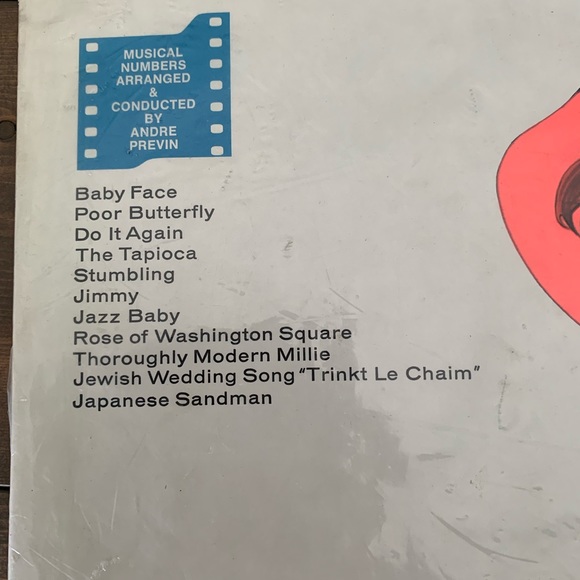 MUSICAL
NUMBERS
ARRANGED
&
CONDUCTED
BY
ANDRE
PREVIN
Baby Face
Poor Butterfly
Do It Again
The Tapioca
Stumbling
Jimmy
Jazz Baby
Rose of Washington Square
Thoroughly Modern Millie
Jewish Wedding Song "Trinkt Le Chaim"
Japanese Sandman